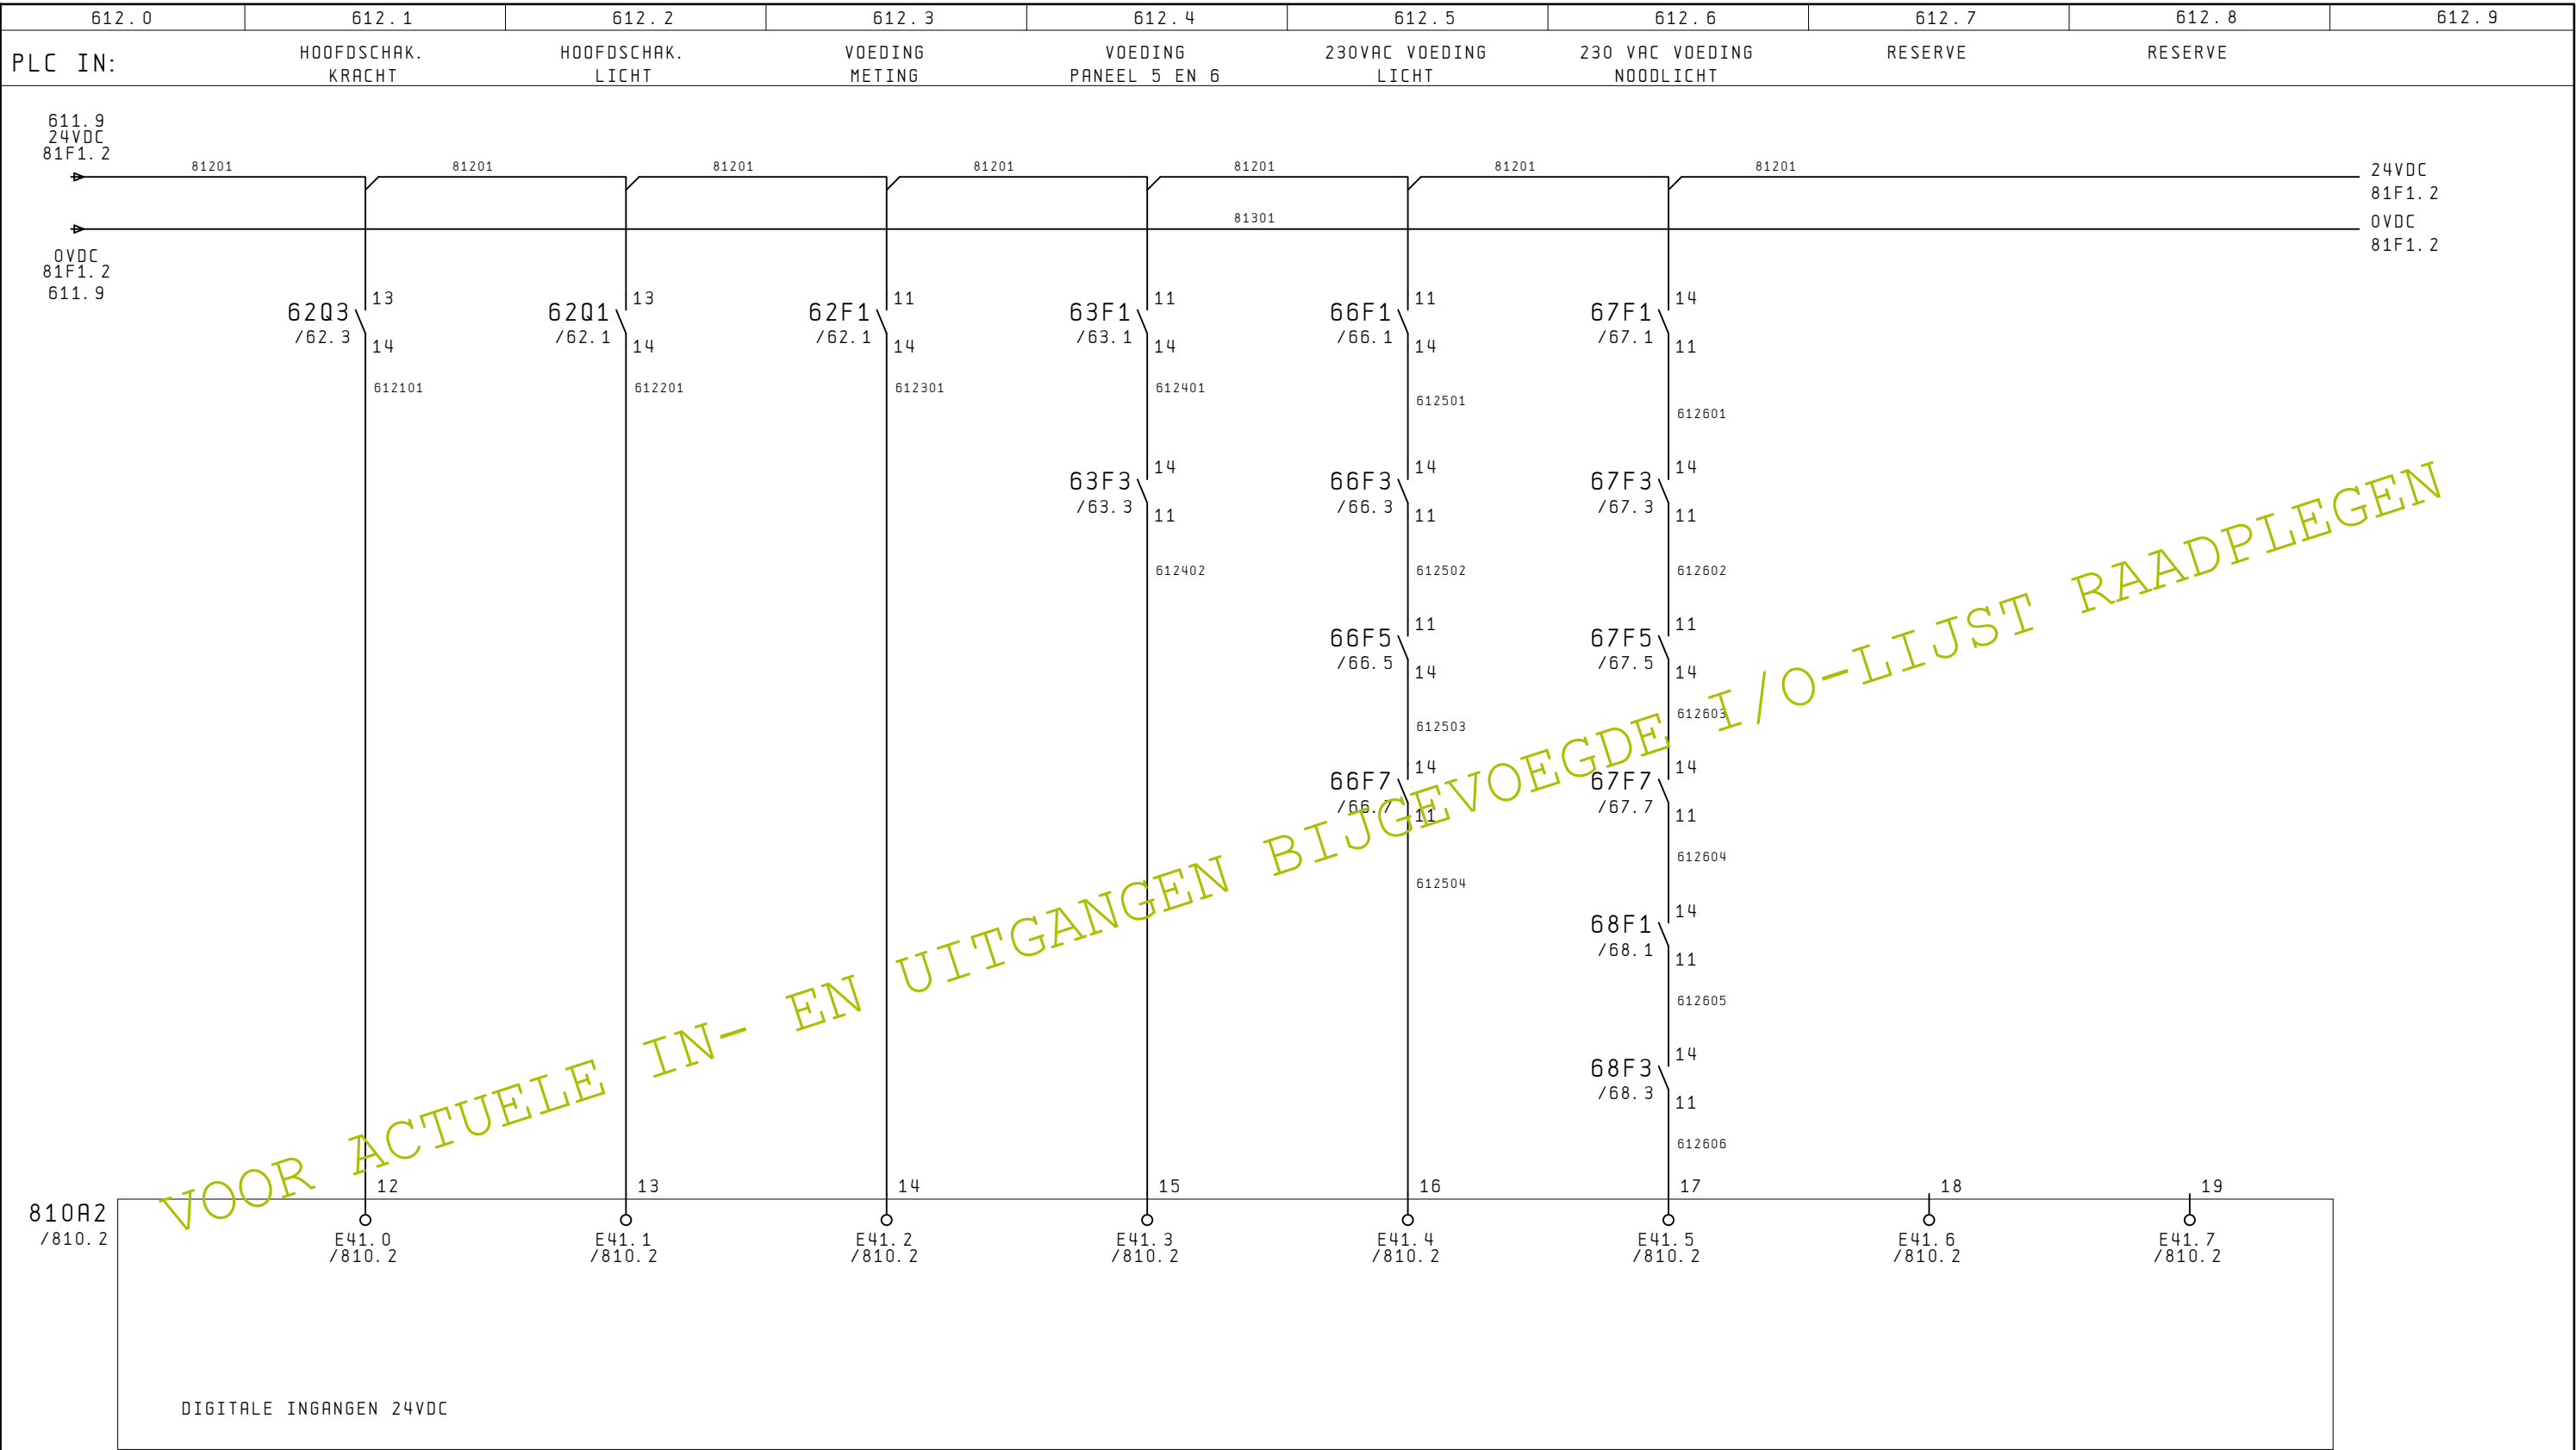 612.0 612.1 612.2 612.3 612.4 612.5 612.6 612.7 612.8 612.9
PLC IN:
HOOFDSCHAK.
KRACHT
HOOFDSCHAK.
LICHT
VOEDING
METING
VOEDING
PANEEL 5 EN 6
230VAC VOEDING
LICHT
230 VAC VOEDING
NOODLICHT
RESERVE
RESERVE
611.9
24VDC
81F1.2
81201 81201 81201 81201 81201 81201 81201
24VDC
81F1.2
81301
0VDC
81F1.2
0VDC
81F1.2
611.9
62Q3
/62.3
13
14
612101
62Q1
/62.1
13
14
612201
62F1
/62.1
11
14
612301
63F1
/63.1
11
14
612401
63F3
/63.3
14
11
612402
66F1
/66.1
11
14
612501
66F3
/66.3
14
11
612502
66F5
/66.5
11
14
612503
66F7
/66.7
14
11
612504
67F1
/67.1
14
11
612601
67F3
/67.3
14
11
612602
67F5
/67.5
11
14
612603
67F7
/67.7
14
11
612604
68F1
/68.1
14
11
612605
68F3
/68.3
14
11
612606
VOOR ACTUELE IN- EN UITGANGEN BIJGEVOEGDE I/O-LIJST RAADPLEGEN
12 13 14 15 16 17 18 19
810A2
/810.2
E41.0
/810.2
E41.1
/810.2
E41.2
/810.2
E41.3
/810.2
E41.4
/810.2
E41.5
/810.2
E41.6
/810.2
E41.7
/810.2
DIGITALE INGANGEN 24VDC